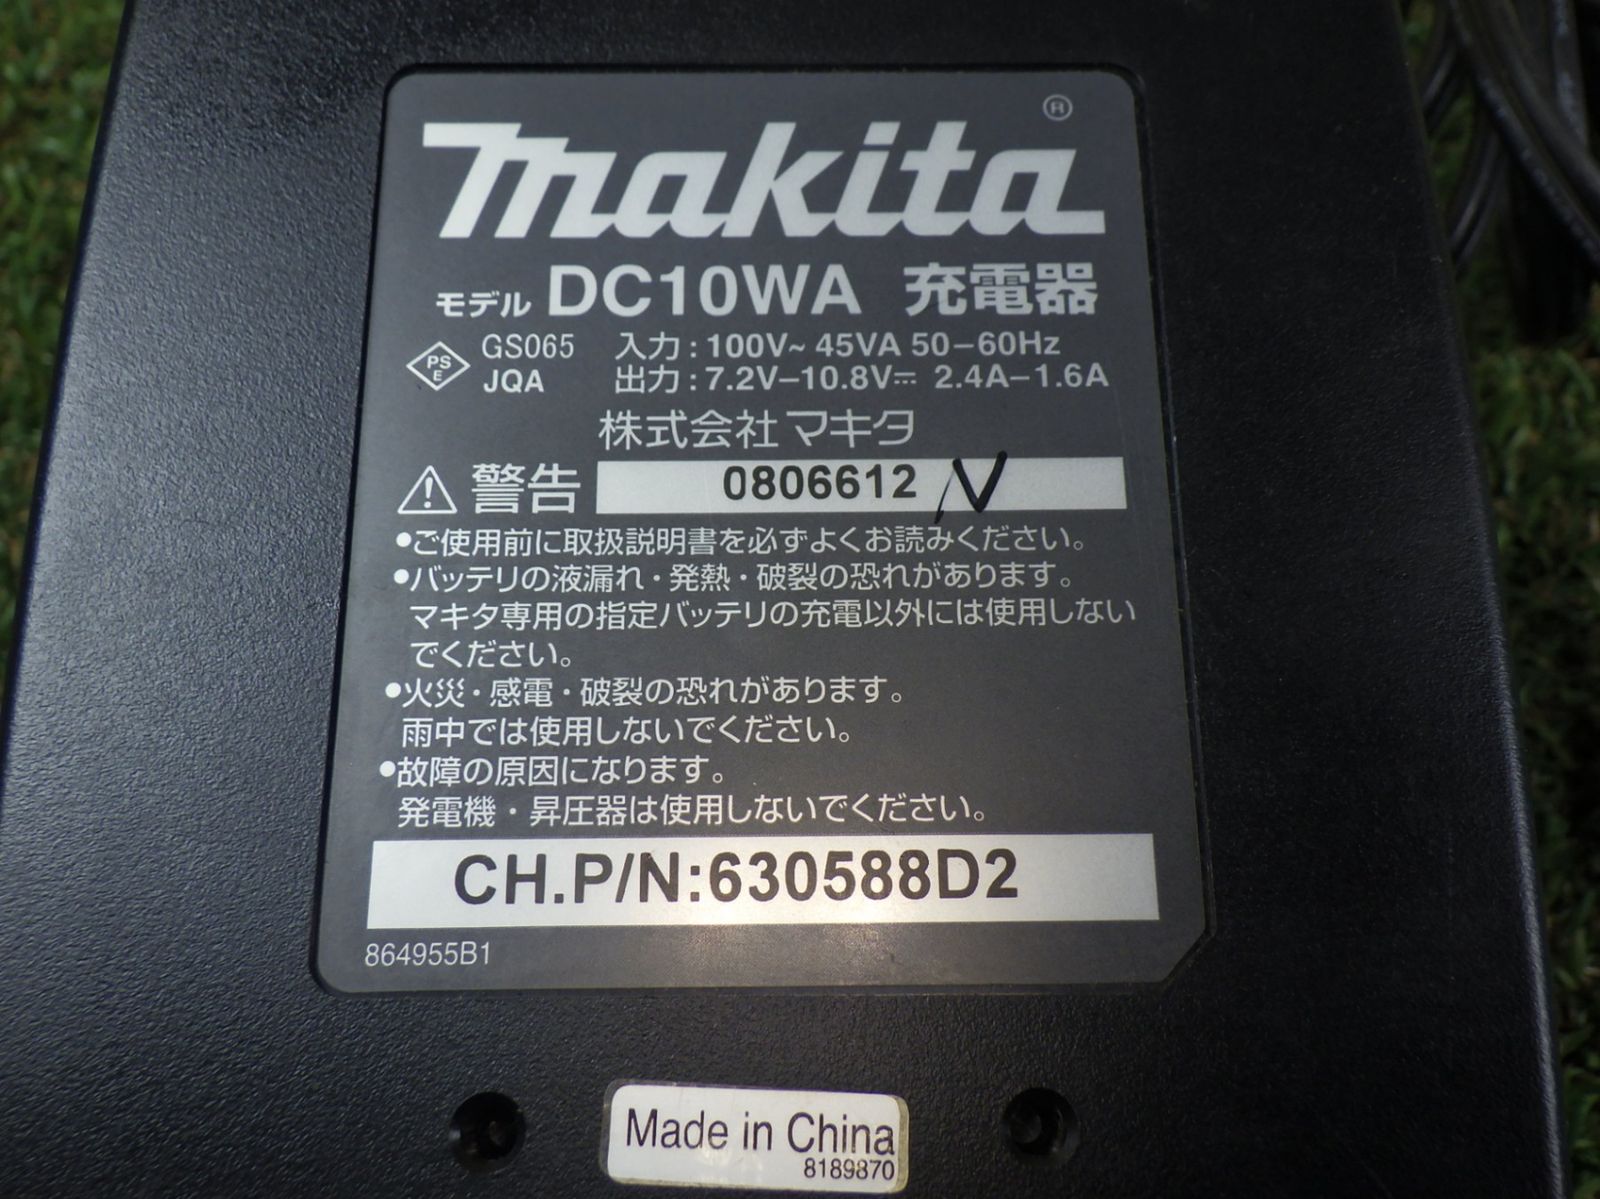 makita®
モデル DC10WA 充電器
PS E GS065 入力:100V~ 45VA 50-60Hz
JQA 出力:7.2V-10.8V⎓ 2.4A-1.6A
株式会社 マキタ
警告 0806612 N
●ご使用前に取扱説明書を必ずよくお読みください。
●バッテリの液漏れ・発熱・破裂の恐れがあります。
マキタ専用の指定バッテリの充電以外には使用しない
でください。
●火災・感電・破裂の恐れがあります。
雨中では使用しないでください。
●故障の原因になります。
発電機・昇圧器は使用しないでください。
CH.P/N:630588D2
864955B1
Made in China
8189870